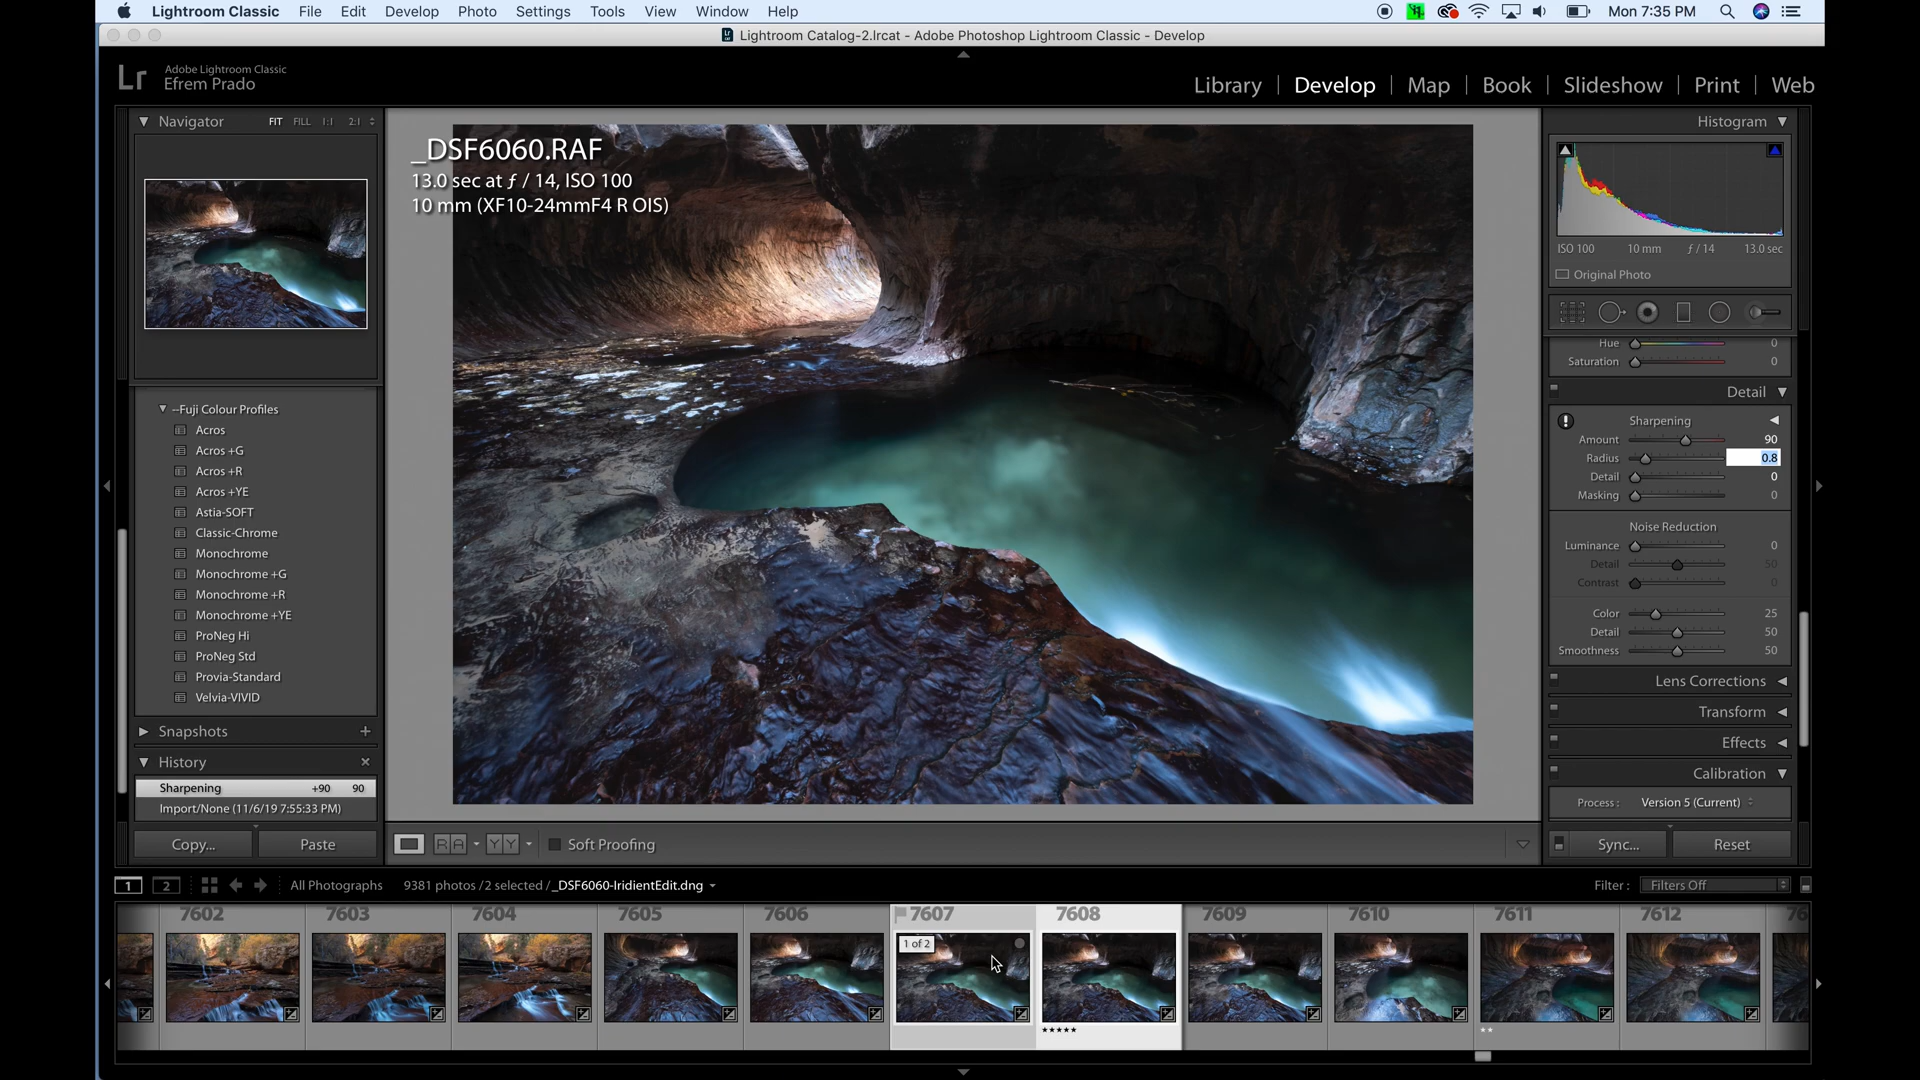 Lightroom Classic File Edit Develop Photo Settings Tools View Window Help Mon 7:35 PM
Lightroom Catalog-2.lrcat - Adobe Photoshop Lightroom Classic - Develop
Lr Adobe Lightroom Classic
Efrem Prado
Library | Develop | Map | Book | Slideshow | Print | Web
Navigator FIT FILL 1:1 2:1
_DSF6060.RAF
13.0 sec at ƒ / 14, ISO 100
10 mm (XF10-24mmF4 R OIS)
--Fuji Colour Profiles
Acros
Acros +G
Acros +R
Acros +YE
Astia-SOFT
Classic-Chrome
Monochrome
Monochrome +G
Monochrome +R
Monochrome +YE
ProNeg Hi
ProNeg Std
Provia-Standard
Velvia-VIVID
Snapshots +
History ×
Sharpening +90 90
Import/None (11/6/19 7:55:33 PM)
Copy... Paste
R A Y Y Soft Proofing
Histogram
ISO 100 10 mm ƒ / 14 13.0 sec
Original Photo
Hue 0
Saturation 0
Detail
Sharpening
Amount 90
Radius 0.8
Detail 0
Masking 0
Noise Reduction
Luminance 0
Detail 50
Contrast 0
Color 25
Detail 50
Smoothness 50
Lens Corrections
Transform
Effects
Calibration
Process : Version 5 (Current)
Sync... Reset
1 2 All Photographs 9381 photos /2 selected /_DSF6060-IridientEdit.dng Filter : Filters Off
7602 7603 7604 7605 7606 7607 7608 7609 7610 7611 7612 76
1 of 2
★★★★★ ★★